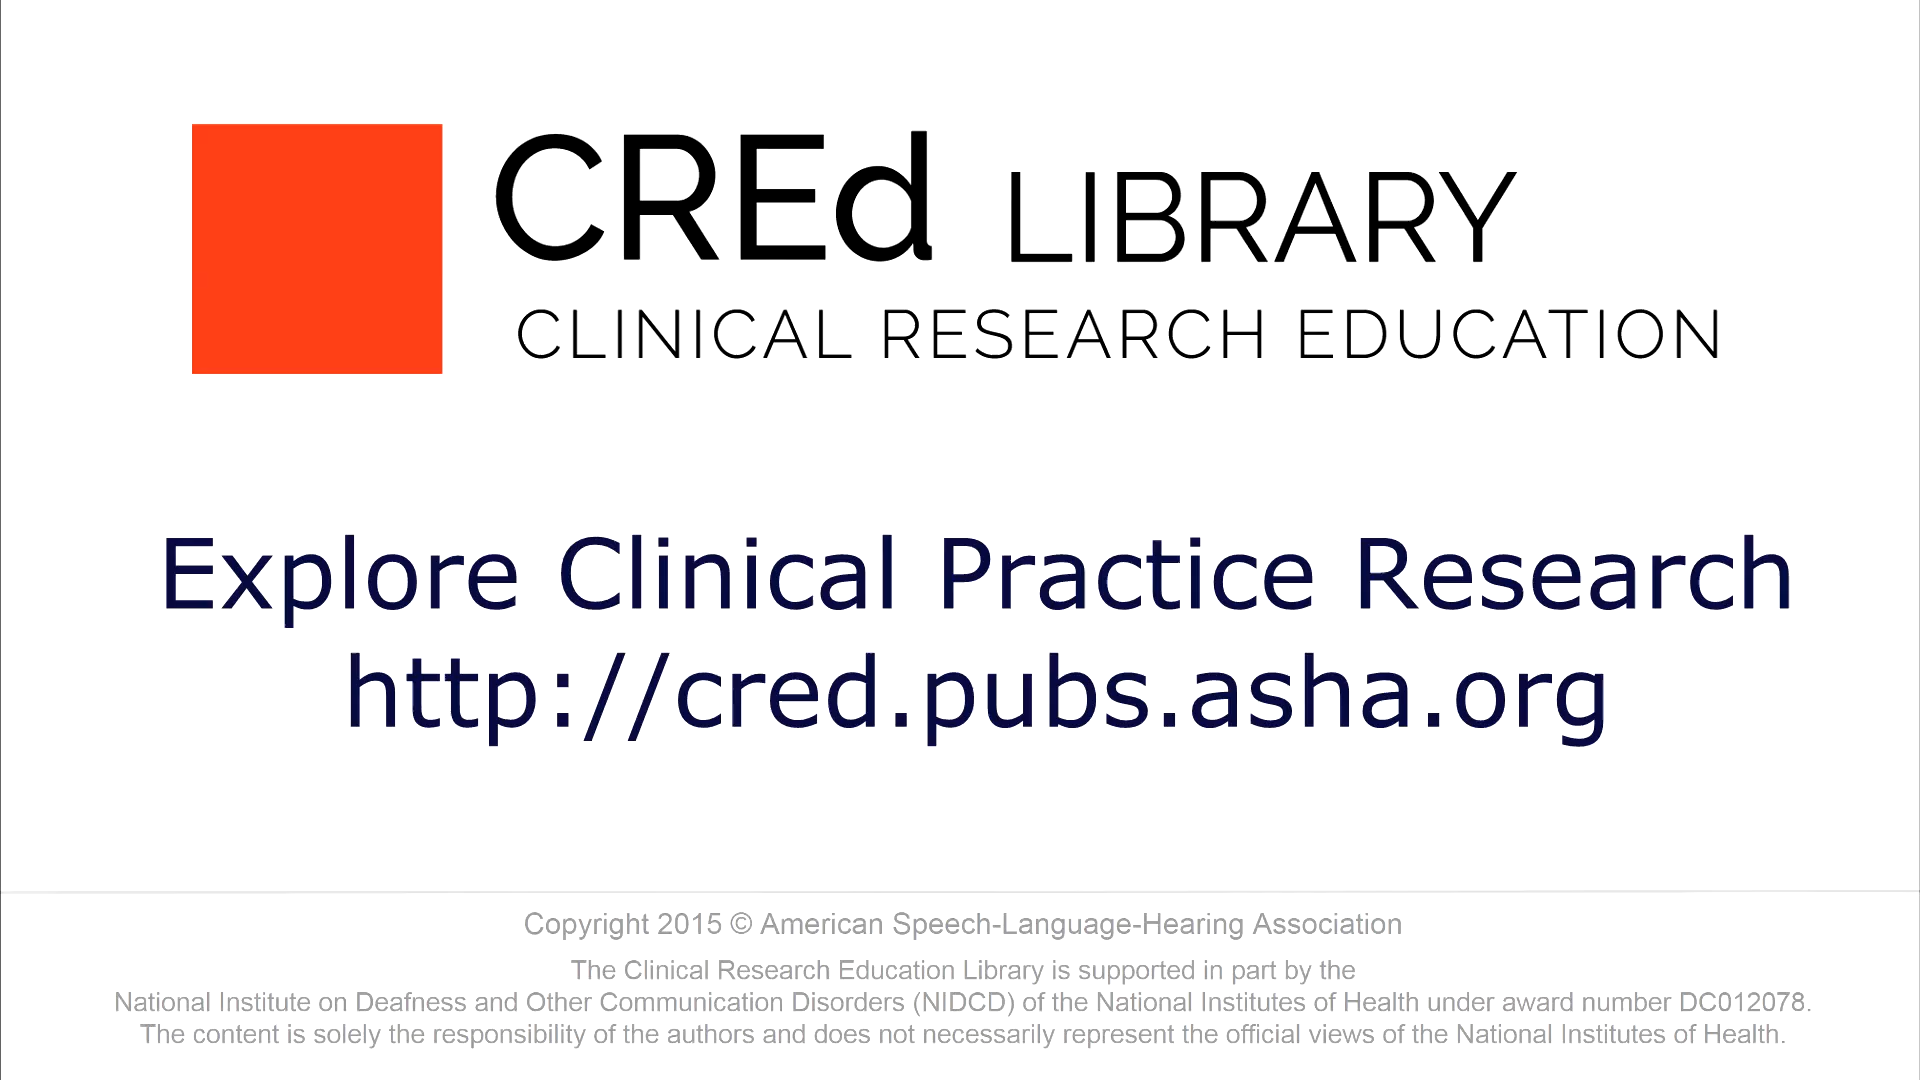 CREd LIBRARY
CLINICAL RESEARCH EDUCATION
Explore Clinical Practice Research
http://cred.pubs.asha.org
Copyright 2015 © American Speech-Language-Hearing Association
The Clinical Research Education Library is supported in part by the
National Institute on Deafness and Other Communication Disorders (NIDCD) of the National Institutes of Health under award number DC012078.
The content is solely the responsibility of the authors and does not necessarily represent the official views of the National Institutes of Health.